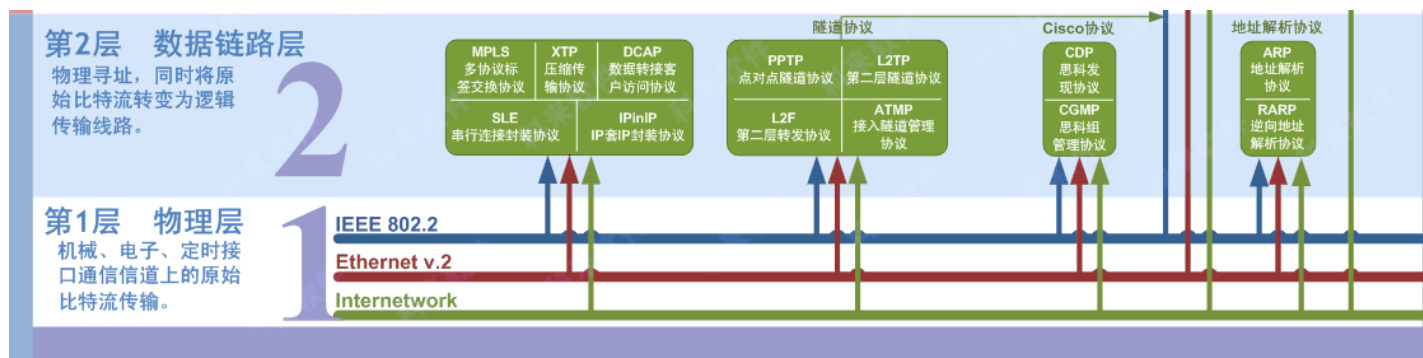 第2层 数据链路层
物理寻址，同时将原
始比特流转变为逻辑
传输线路。
2
MPLS
多协议标
签交换协议
XTP
压缩传
输协议
DCAP
数据转接客
户访问协议
SLE
串行连接封装协议
IPinIP
IP套IP封装协议
隧道协议
PPTP
点对点隧道协议
L2TP
第二层隧道协议
L2F
第二层转发协议
ATMP
接入隧道管理
协议
Cisco协议
CDP
思科发
现协议
CGMP
思科组
管理协议
地址解析协议
ARP
地址解析
协议
RARP
逆向地址
解析协议
第1层 物理层
机械、电子、定时接
口通信信道上的原始
比特流传输。
1
IEEE 802.2
Ethernet v.2
Internetwork